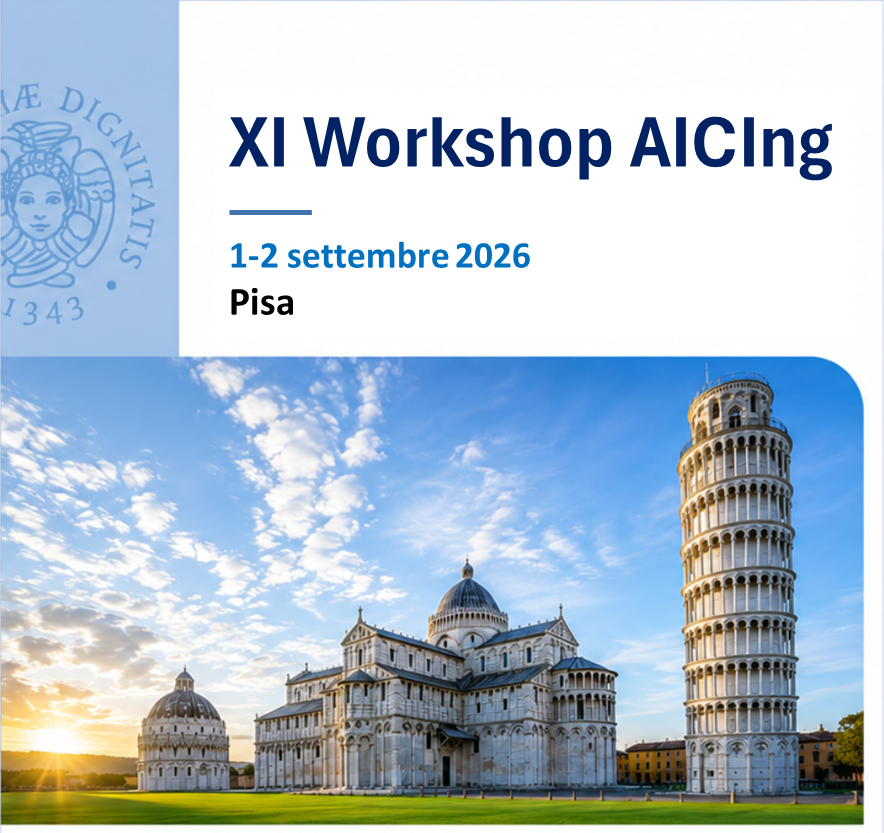 XI Workshop AICIng
1-2 settembre 2026
Pisa
Æ DIGNITATIS
1343